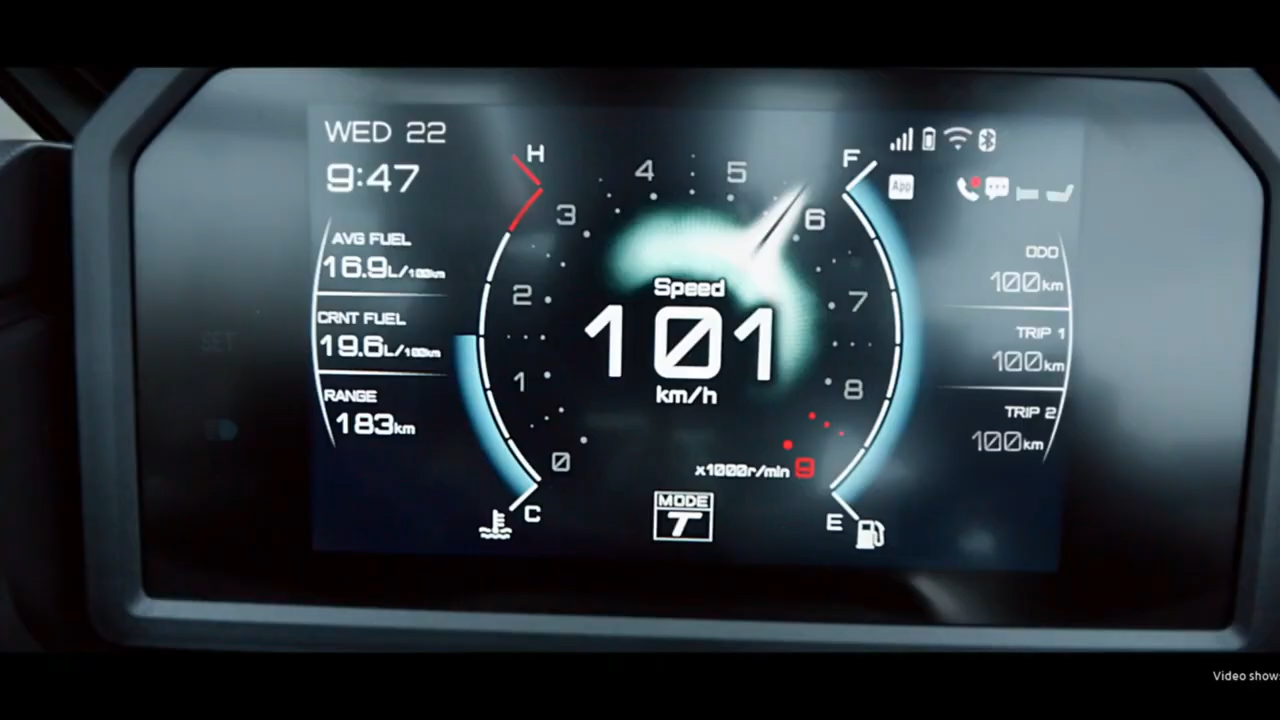 WED 22
9:47
AVG FUEL
16.9L/100km
CRNT FUEL
19.6L/100km
RANGE
183km
H
C
0
1
2
3
4
5
6
7
8
9
x1000r/min
Speed
101
km/h
MODE
T
F
E
App
ODO
100km
TRIP 1
100km
TRIP 2
100km
SET
Video shows